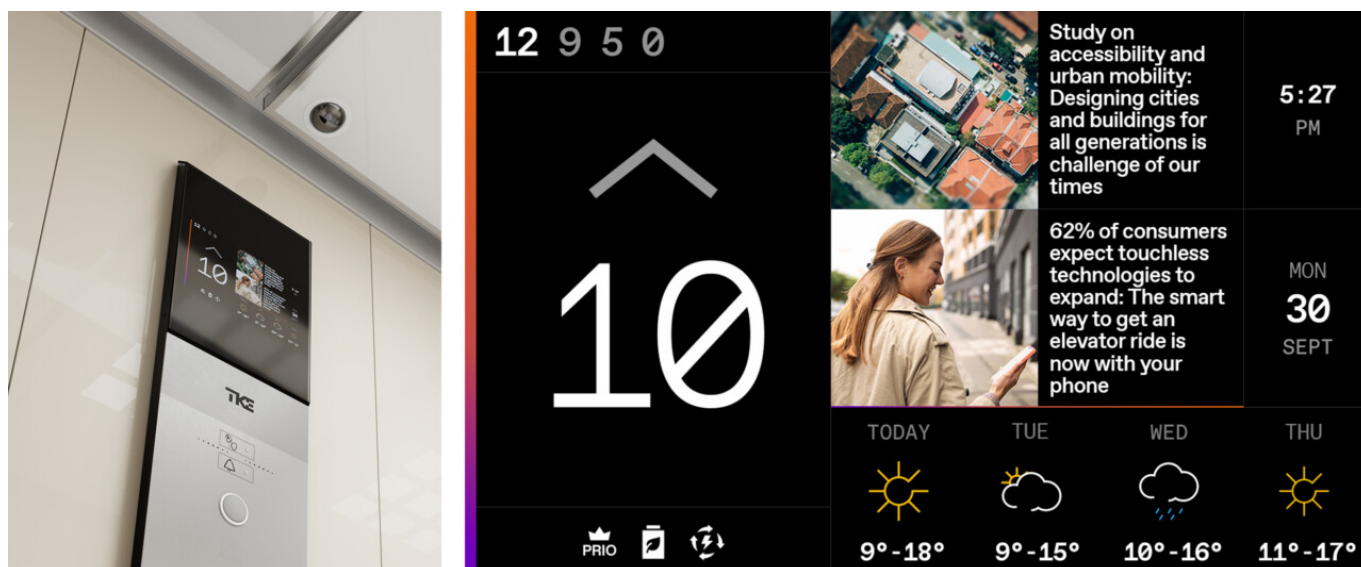 TKE
12 9 5 0
10
PRIO
Study on
accessibility and
urban mobility:
Designing cities
and buildings for
all generations is
challenge of our
times
5:27
PM
62% of consumers
expect touchless
technologies to
expand: The smart
way to get an
elevator ride is
now with your
phone
MON
30
SEPT
TODAY
TUE
WED
THU
9°-18°
9°-15°
10°-16°
11°-17°